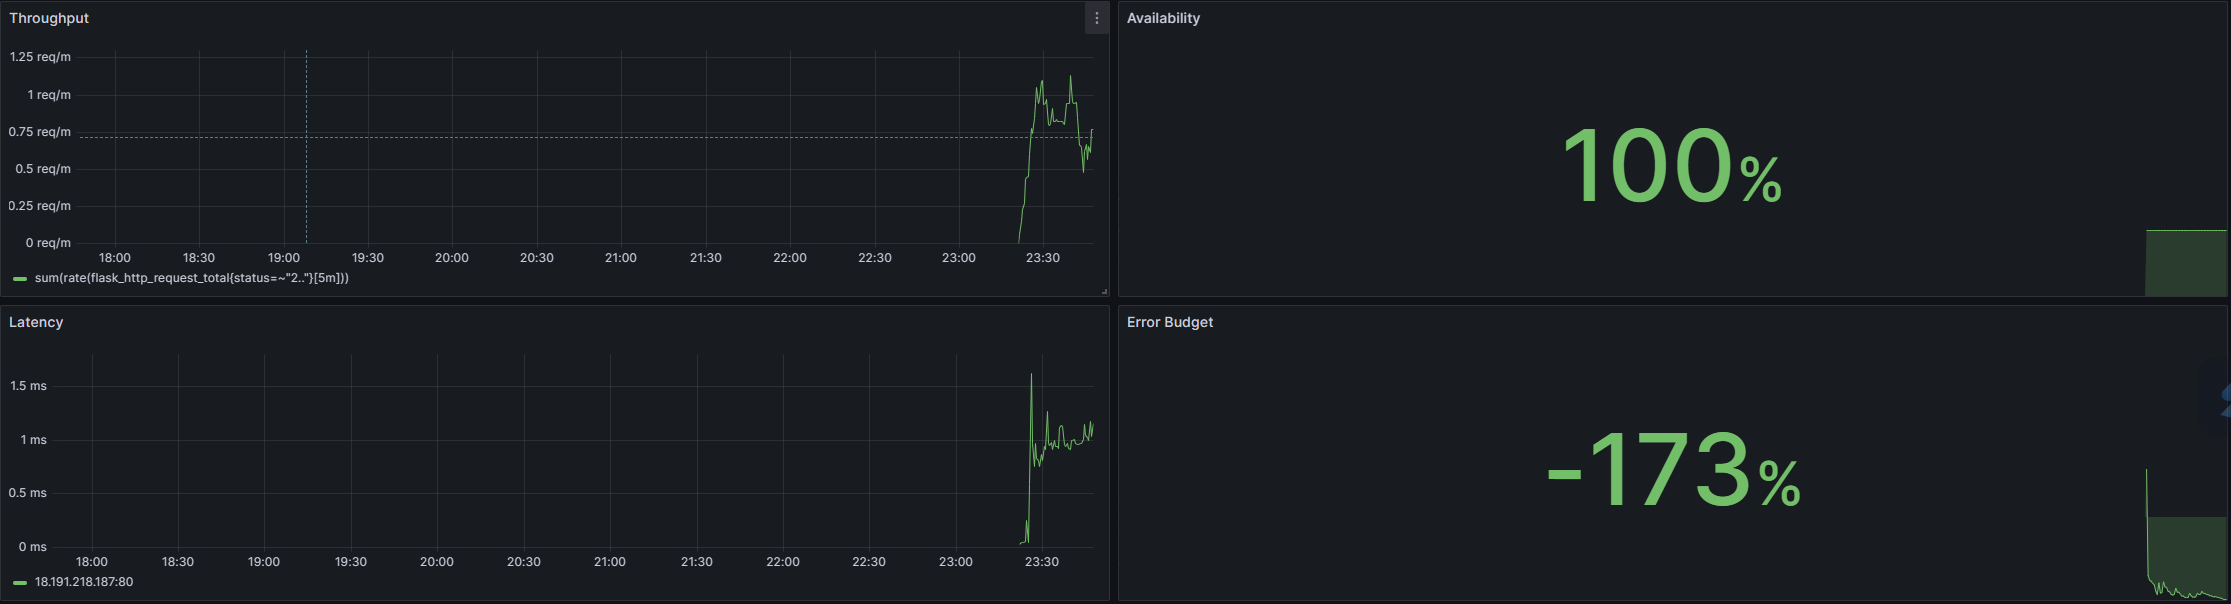 Throughput
1.25 req/m
1 req/m
0.75 req/m
0.5 req/m
0.25 req/m
0 req/m
18:00 18:30 19:00 19:30 20:00 20:30 21:00 21:30 22:00 22:30 23:00 23:30
sum(rate(flask_http_request_total{status=~"2.."}[5m]))
Availability
100%
Latency
1.5 ms
1 ms
0.5 ms
0 ms
18:00 18:30 19:00 19:30 20:00 20:30 21:00 21:30 22:00 22:30 23:00 23:30
18.191.218.187:80
Error Budget
-173%